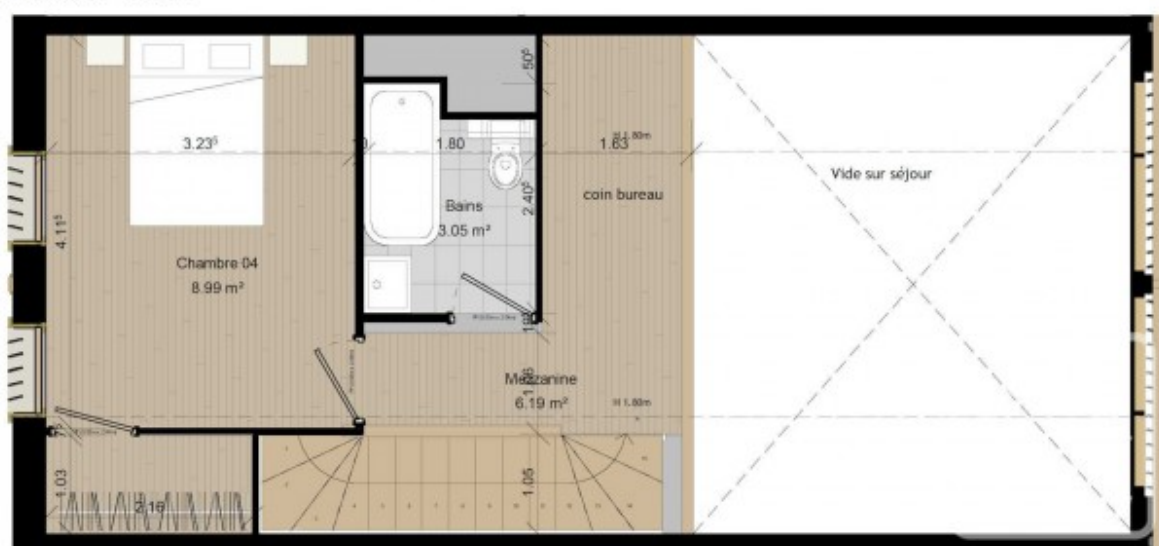 50⁵
3.23⁵
1.80
1.63
H 1.80m
Vide sur séjour
coin bureau
2.40⁵
Bains
3.05 m²
4.11⁵
Chambre 04
8.99 m²
Mezzanine
6.19 m²
H 1.80m
1.03
2.16
1.05